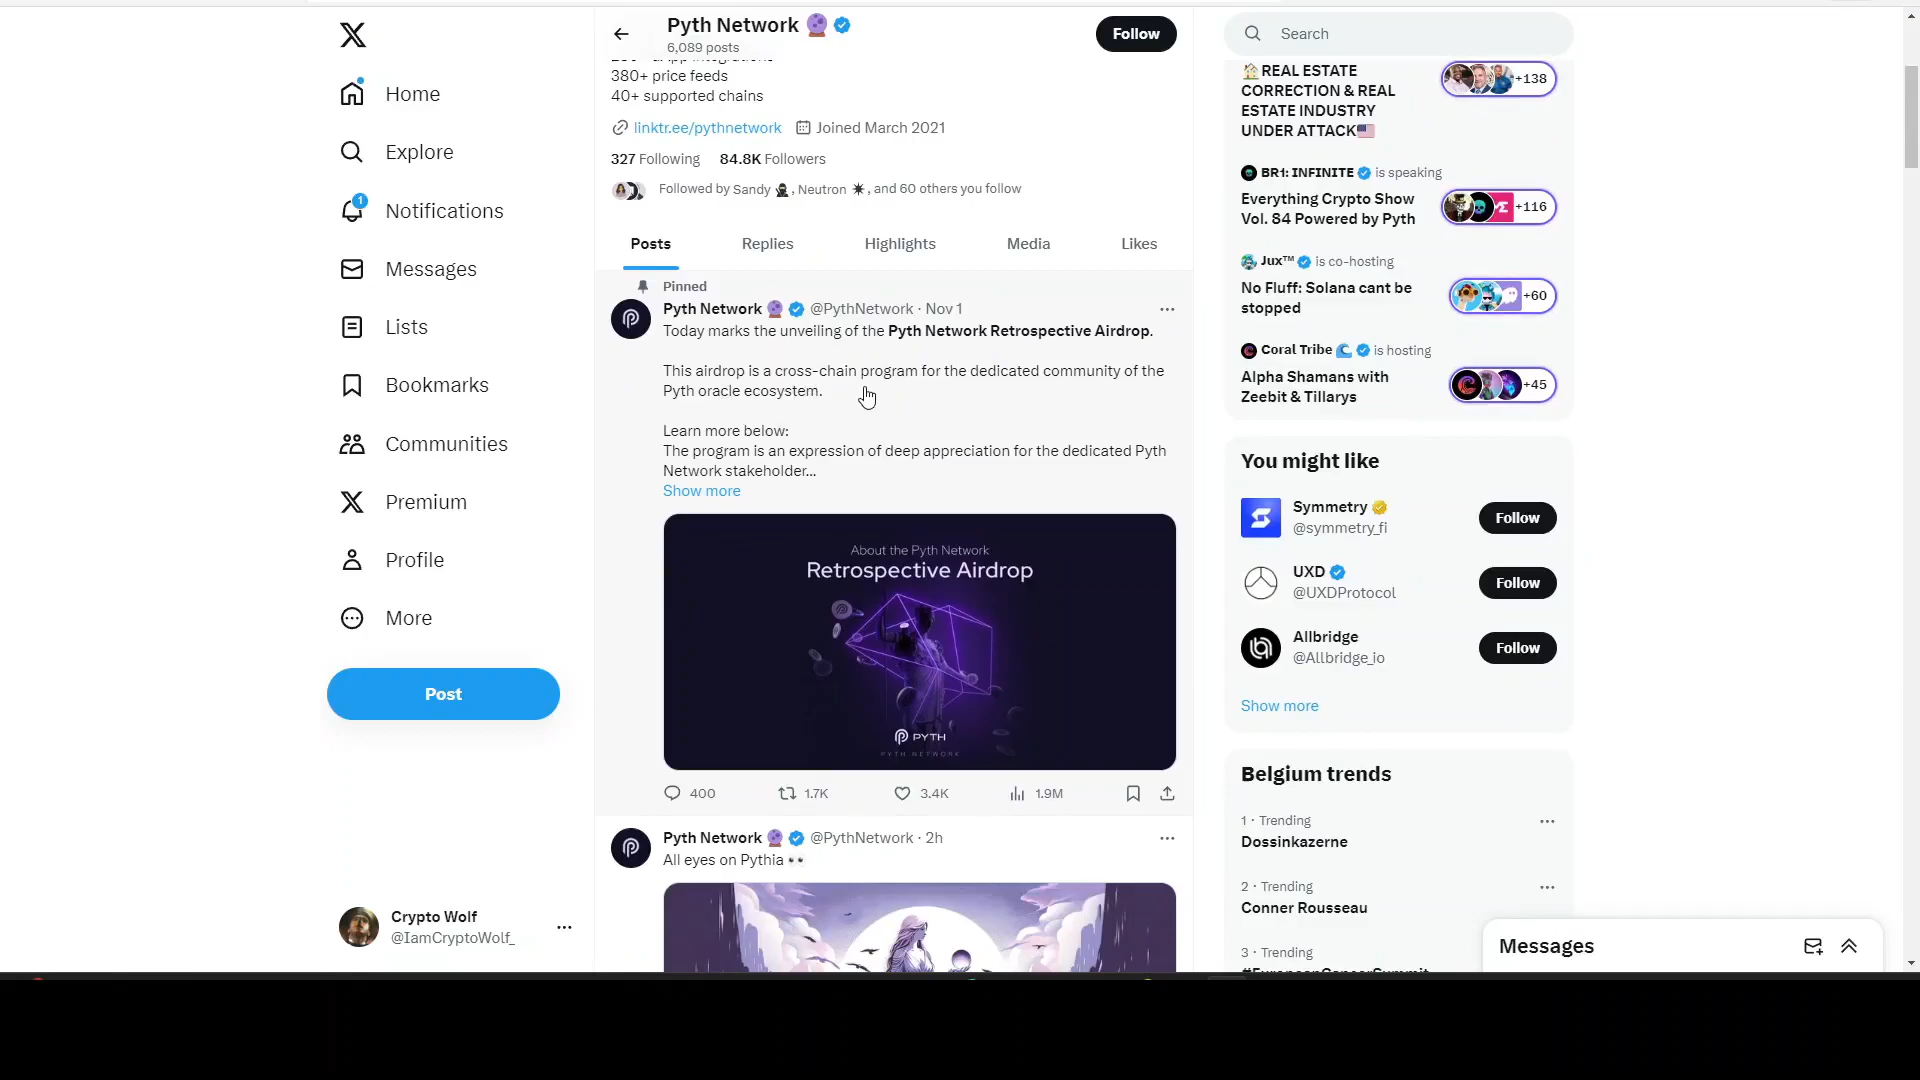 Home
Explore
1
Notifications
Messages
Lists
Bookmarks
Communities
Premium
Profile
More
Post
Crypto Wolf
@IamCryptoWolf_
Pyth Network
6,089 posts
Follow
380+ price feeds
40+ supported chains
linktr.ee/pythnetwork Joined March 2021
327 Following 84.8K Followers
Followed by Sandy , Neutron , and 60 others you follow
Posts Replies Highlights Media Likes
Pinned
Pyth Network @PythNetwork · Nov 1
Today marks the unveiling of the Pyth Network Retrospective Airdrop.
This airdrop is a cross-chain program for the dedicated community of the
Pyth oracle ecosystem.
Learn more below:
The program is an expression of deep appreciation for the dedicated Pyth
Network stakeholder...
Show more
About the Pyth Network
Retrospective Airdrop
PYTH
PYTH NETWORK
400 1.7K 3.4K 1.9M
Pyth Network @PythNetwork · 2h
All eyes on Pythia
Search
REAL ESTATE
CORRECTION & REAL
ESTATE INDUSTRY
UNDER ATTACK
+138
BR1: INFINITE is speaking
Everything Crypto Show
Vol. 84 Powered by Pyth
+116
Jux™ is co-hosting
No Fluff: Solana cant be
stopped
+60
Coral Tribe is hosting
Alpha Shamans with
Zeebit & Tillarys
+45
You might like
Symmetry
@symmetry_fi
Follow
UXD
@UXDProtocol
Follow
Allbridge
@Allbridge_io
Follow
Show more
Belgium trends
1 · Trending
Dossinkazerne
2 · Trending
Conner Rousseau
3 · Trending
Messages